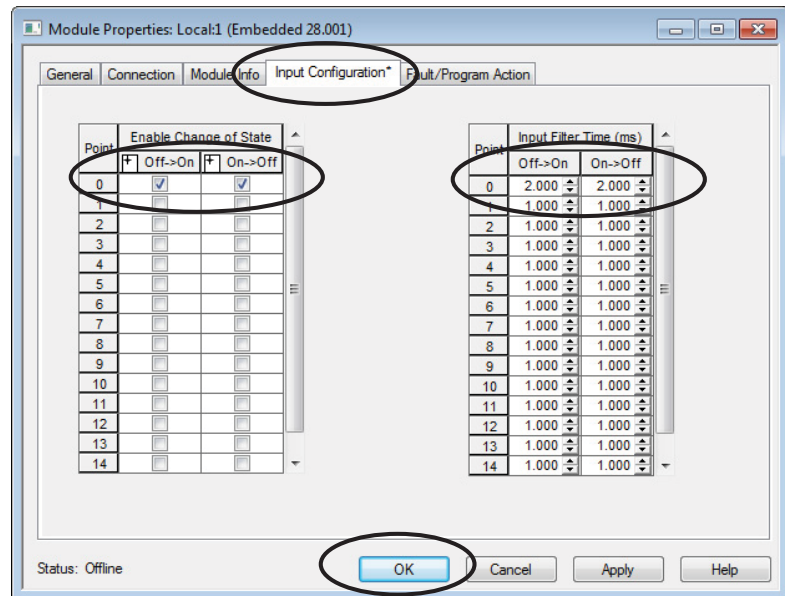 Module Properties: Local:1 (Embedded 28.001)
General Connection Module Info Input Configuration* Fault/Program Action
Point Enable Change of State
Off->On On->Off
0
1
2
3
4
5
6
7
8
9
10
11
12
13
14
Point Input Filter Time (ms)
Off->On On->Off
0 2.000 2.000
1 1.000 1.000
2 1.000 1.000
3 1.000 1.000
4 1.000 1.000
5 1.000 1.000
6 1.000 1.000
7 1.000 1.000
8 1.000 1.000
9 1.000 1.000
10 1.000 1.000
11 1.000 1.000
12 1.000 1.000
13 1.000 1.000
14 1.000 1.000
Status: Offline OK Cancel Apply Help